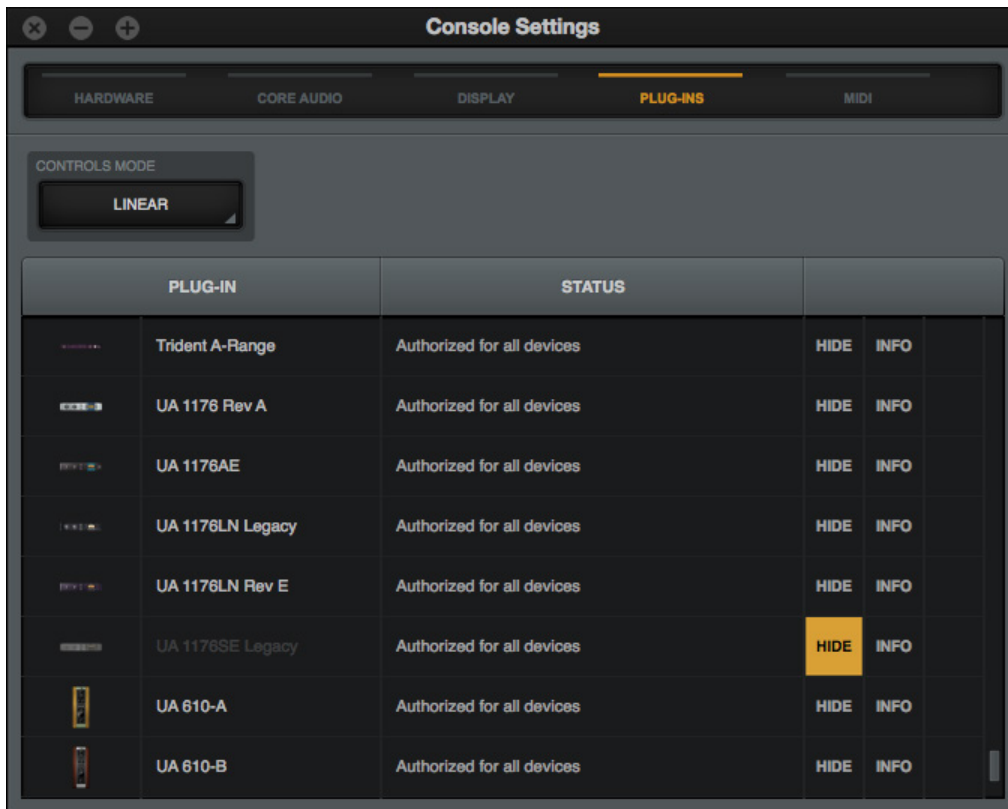 Console Settings
HARDWARE CORE AUDIO DISPLAY PLUG-INS MIDI
CONTROLS MODE
LINEAR
PLUG-IN STATUS
Trident A-Range Authorized for all devices HIDE INFO
UA 1176 Rev A Authorized for all devices HIDE INFO
UA 1176AE Authorized for all devices HIDE INFO
UA 1176LN Legacy Authorized for all devices HIDE INFO
UA 1176LN Rev E Authorized for all devices HIDE INFO
UA 1176SE Legacy Authorized for all devices HIDE INFO
UA 610-A Authorized for all devices HIDE INFO
UA 610-B Authorized for all devices HIDE INFO